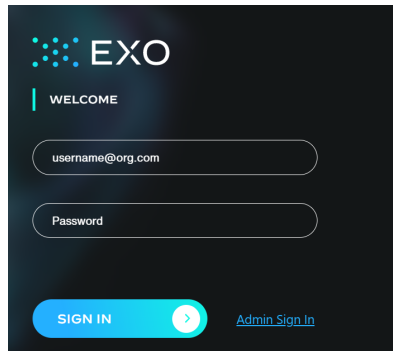 EXO
WELCOME
username@org.com
Password
SIGN IN
Admin Sign In